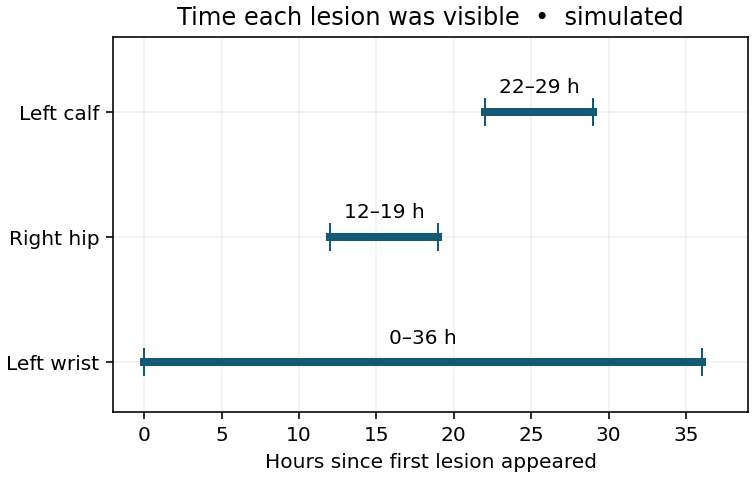 Time each lesion was visible • simulated
Left calf
22–29 h
Right hip
12–19 h
Left wrist
0–36 h
0 5 10 15 20 25 30 35
Hours since first lesion appeared